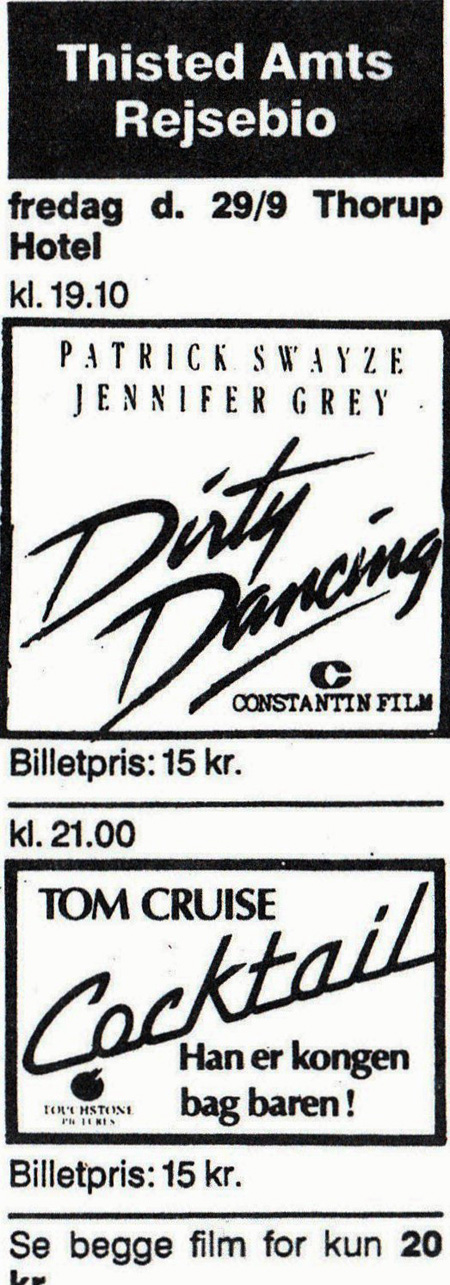 Thisted Amts
Rejsebio
fredag d. 29/9 Thorup
Hotel
kl. 19.10
PATRICK SWAYZE
JENNIFER GREY
Dirty
Dancing
C
CONSTANTIN FILM
Billetpris: 15 kr.
kl. 21.00
TOM CRUISE
Cocktail
Han er kongen
bag baren!
TOUCHSTONE
PICTURES
Billetpris: 15 kr.
Se begge film for kun 20
kr.